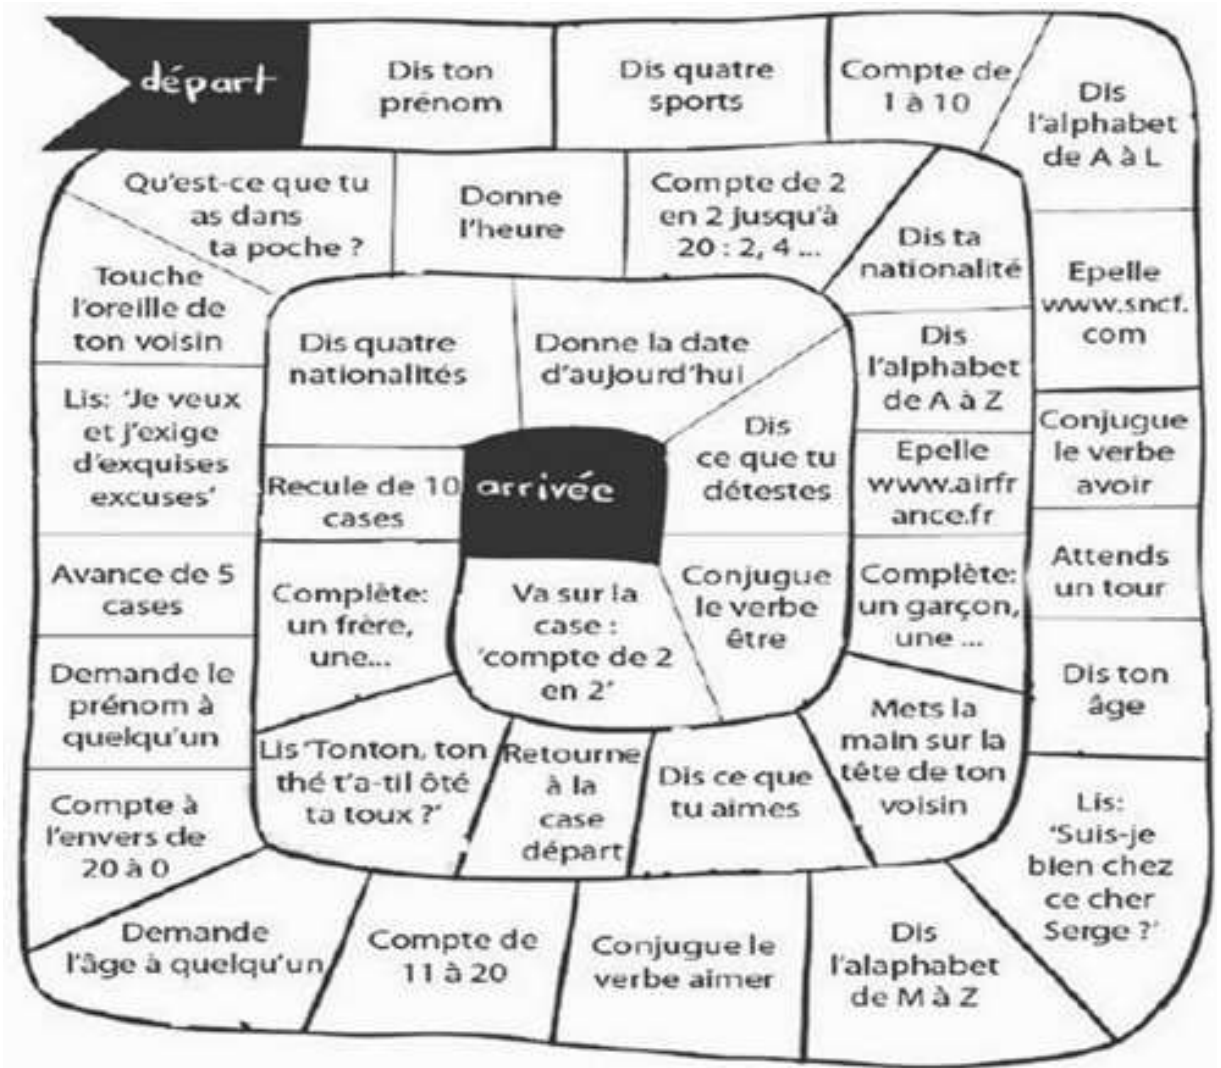 départ
Dis ton
prénom
Dis quatre
sports
Compte de
1 à 10
Dis
l'alphabet
de A à L
Epelle
www.sncf.
com
Conjugue
le verbe
avoir
Attends
un tour
Dis ton
âge
Lis:
'Suis-je
bien chez
ce cher
Serge ?'
Dis
l'alaphabet
de M à Z
Conjugue le
verbe aimer
Compte de
11 à 20
Demande
l'âge à quelqu'un
Compte à
l'envers de
20 à 0
Demande le
prénom à
quelqu'un
Avance de 5
cases
Lis: 'Je veux
et j'exige
d'exquises
excuses'
Touche
l'oreille de
ton voisin
Qu'est-ce que tu
as dans
ta poche ?
Donne
l'heure
Compte de 2
en 2 jusqu'à
20 : 2, 4 ...
Dis ta
nationalité
Dis
l'alphabet
de A à Z
Epelle
www.airfr
ance.fr
Complète:
un garçon,
une ...
Mets la
main sur la
tête de ton
voisin
Dis ce que
tu aimes
Retourne
à la
case
départ
Lis 'Tonton, ton
thé t'a-til ôté
ta toux ?'
Complète:
un frère,
une...
Recule de 10
cases
Dis quatre
nationalités
Donne la date
d'aujourd'hui
Dis
ce que tu
détestes
Conjugue
le verbe
être
Va sur la
case :
'compte de 2
en 2'
arrivée